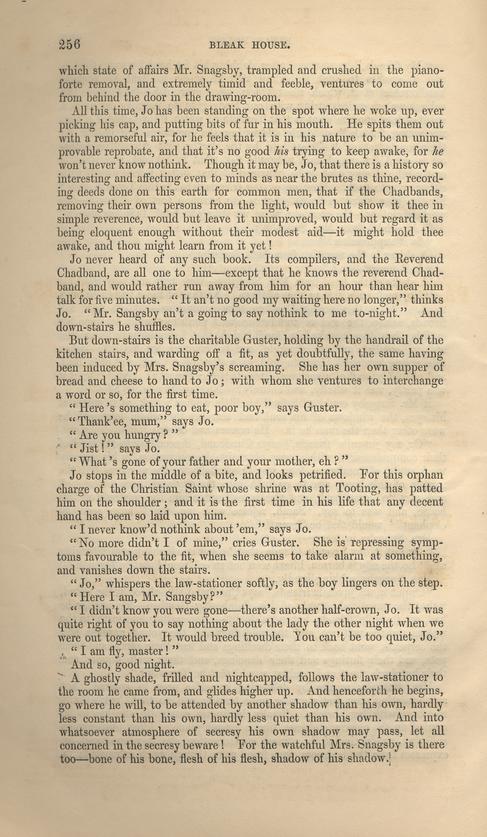 256 BLEAK HOUSE.
which state of affairs Mr. Snagsby, trampled and crushed in the piano-
forte removal, and extremely timid and feeble, ventures to come out
from behind the door in the drawing-room.
All this time, Jo has been standing on the spot where he woke up, ever
picking his cap, and putting bits of fur in his mouth. He spits them out
with a remorseful air, for he feels that it is in his nature to be an unim-
provable reprobate, and that it's no good his trying to keep awake, for he
won't never know nothink. Though it may be, Jo, that there is a history so
interesting and affecting even to minds as near the brutes as thine, record-
ing deeds done on this earth for common men, that if the Chadbands,
removing their own persons from the light, would but show it thee in
simple reverence, would but leave it unimproved, would but regard it as
being eloquent enough without their modest aid—it might hold thee
awake, and thou might learn from it yet!
Jo never heard of any such book. Its compilers, and the Reverend
Chadband, are all one to him—except that he knows the reverend Chad-
band, and would rather run away from him for an hour than hear him
talk for five minutes. "It an't no good my waiting here no longer," thinks
Jo. "Mr. Sangsby an't a going to say nothink to me to-night." And
down-stairs he shuffles.
But down-stairs is the charitable Guster, holding by the handrail of the
kitchen stairs, and warding off a fit, as yet doubtfully, the same having
been induced by Mrs. Snagsby's screaming. She has her own supper of
bread and cheese to hand to Jo; with whom she ventures to interchange
a word or so, for the first time.
"Here's something to eat, poor boy," says Guster.
"Thank'ee, mum," says Jo.
"Are you hungry?"
"Jist!" says Jo.
"What's gone of your father and your mother, eh?"
Jo stops in the middle of a bite, and looks petrified. For this orphan
charge of the Christian Saint whose shrine was at Tooting, has patted
him on the shoulder; and it is the first time in his life that any decent
hand has been so laid upon him.
"I never know'd nothink about 'em," says Jo.
"No more didn't I of mine," cries Guster. She is repressing symp-
toms favourable to the fit, when she seems to take alarm at something,
and vanishes down the stairs.
"Jo," whispers the law-stationer softly, as the boy lingers on the step.
"Here I am, Mr. Sangsby?"
"I didn't know you were gone—there's another half-crown, Jo. It was
quite right of you to say nothing about the lady the other night when we
were out together. It would breed trouble. You can't be too quiet, Jo."
"I am fly, master!"
And so, good night.
A ghostly shade, frilled and nightcapped, follows the law-stationer to
the room he came from, and glides higher up. And henceforth he begins,
go where he will, to be attended by another shadow than his own, hardly
less constant than his own, hardly less quiet than his own. And into
whatsoever atmosphere of secresy his own shadow may pass, let all
concerned in the secresy beware! For the watchful Mrs. Snagsby is there
too—bone of his bone, flesh of his flesh, shadow of his shadow.